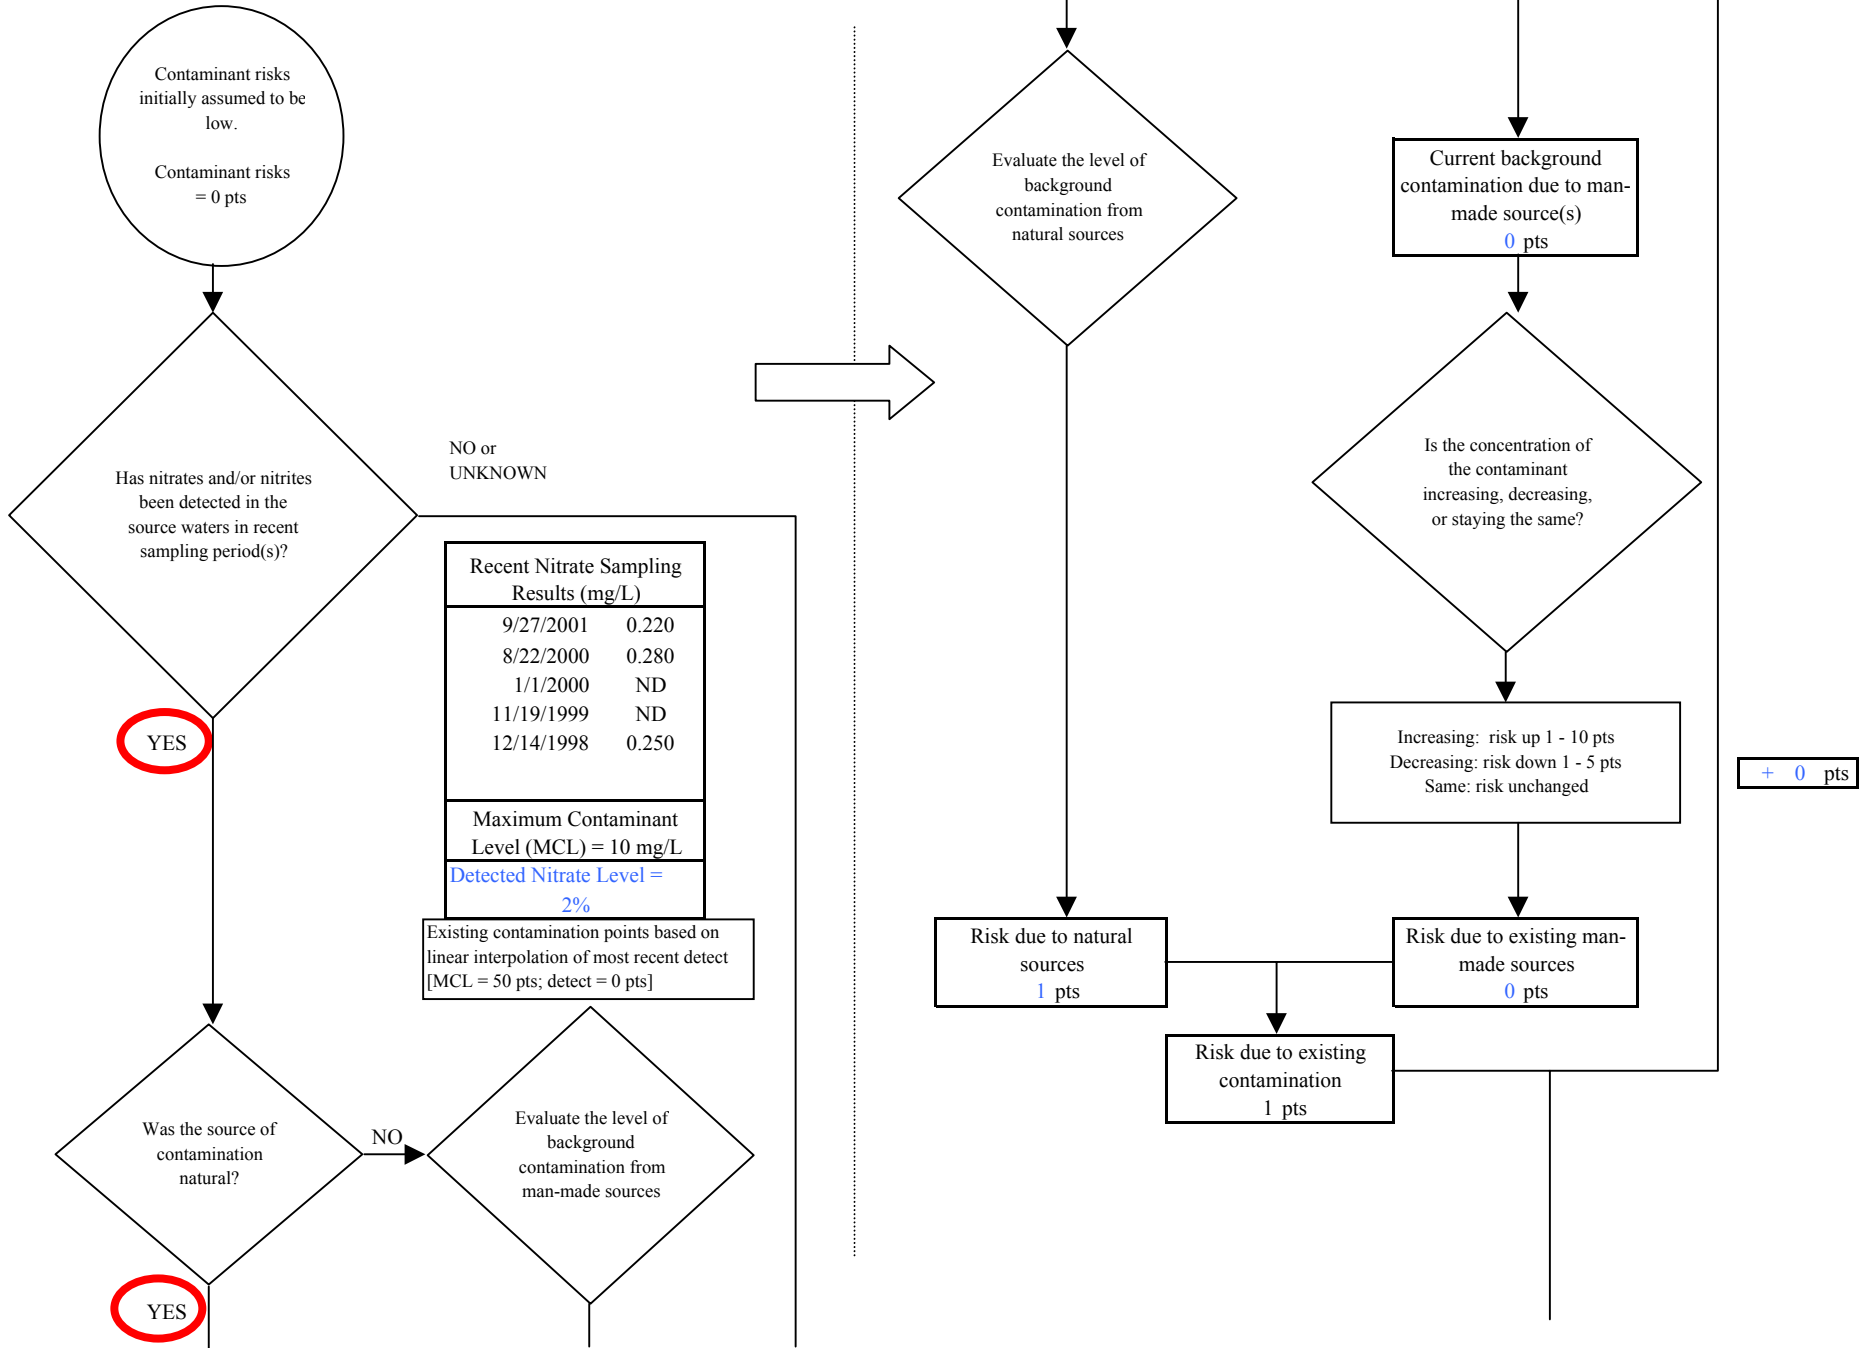 Contaminant risks
initially assumed to be
low.
Contaminant risks
= 0 pts
Has nitrates and/or nitrites
been detected in the
source waters in recent
sampling period(s)?
NO or
UNKNOWN
YES
Recent Nitrate Sampling
Results (mg/L)
9/27/2001 0.220
8/22/2000 0.280
1/1/2000 ND
11/19/1999 ND
12/14/1998 0.250
Maximum Contaminant
Level (MCL) = 10 mg/L
Detected Nitrate Level =
2%
Existing contamination points based on
linear interpolation of most recent detect
[MCL = 50 pts; detect = 0 pts]
Was the source of
contamination
natural?
NO
YES
Evaluate the level of
background
contamination from
man-made sources
Evaluate the level of
background
contamination from
natural sources
Current background
contamination due to man-
made source(s)
0 pts
Is the concentration of
the contaminant
increasing, decreasing,
or staying the same?
Increasing: risk up 1 - 10 pts
Decreasing: risk down 1 - 5 pts
Same: risk unchanged
+ 0 pts
Risk due to natural
sources
1 pts
Risk due to existing man-
made sources
0 pts
Risk due to existing
contamination
1 pts